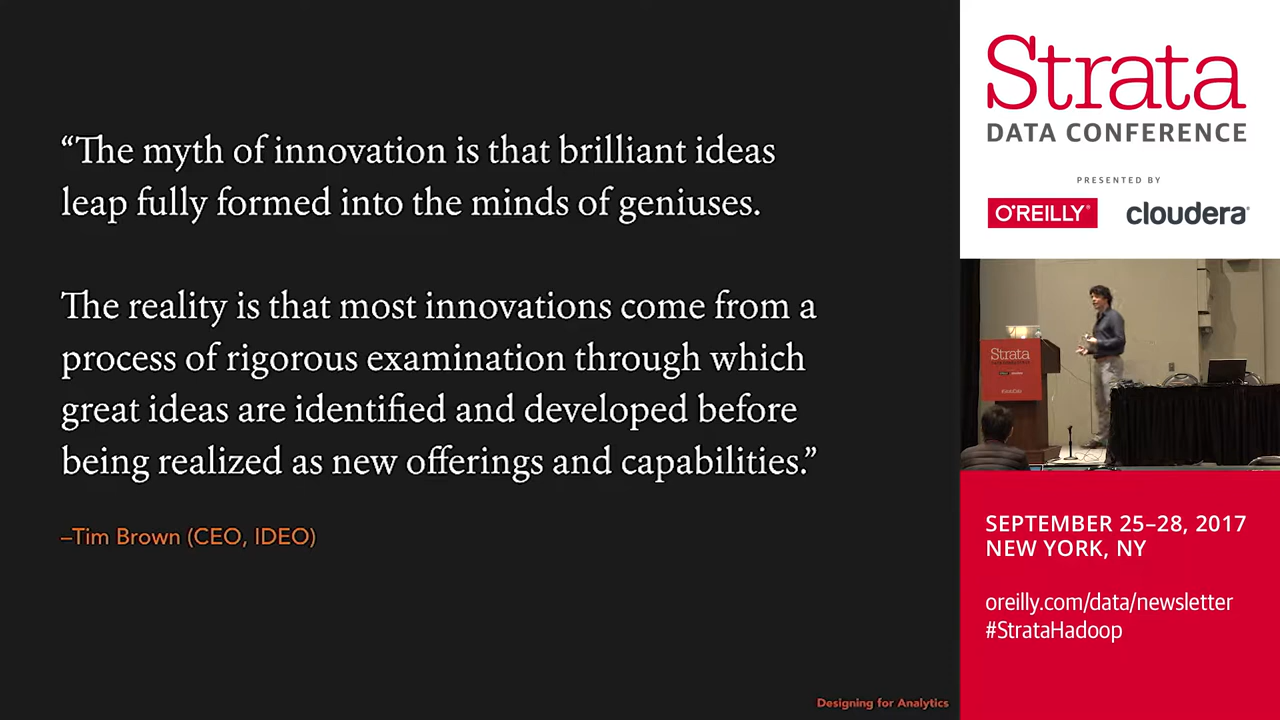 “The myth of innovation is that brilliant ideas
leap fully formed into the minds of geniuses.
The reality is that most innovations come from a
process of rigorous examination through which
great ideas are identified and developed before
being realized as new offerings and capabilities.”
–Tim Brown (CEO, IDEO)
Designing for Analytics
Strata
DATA CONFERENCE
PRESENTED BY
O'REILLY®
cloudera®
Strata
SEPTEMBER 25–28, 2017
NEW YORK, NY
oreilly.com/data/newsletter
#StrataHadoop